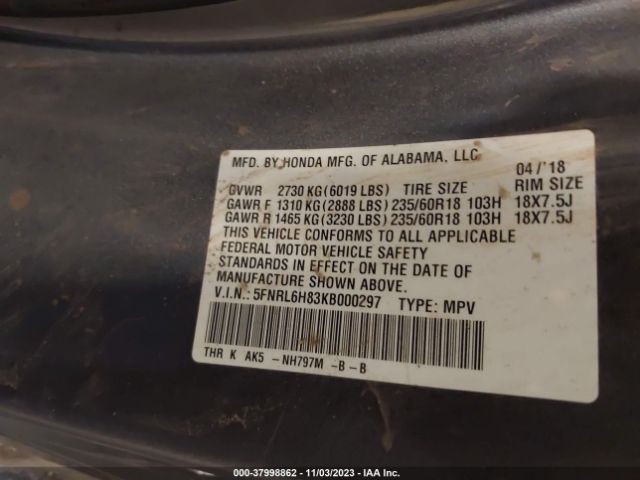 MFD. BY HONDA MFG. OF ALABAMA, LLC 04/'18
GVWR 2730 KG(6019 LBS) TIRE SIZE RIM SIZE
GAWR F 1310 KG(2888 LBS)235/60R18 103H 18X7.5J
GAWR R 1465 KG(3230 LBS)235/60R18 103H 18X7.5J
THIS VEHICLE CONFORMS TO ALL APPLICABLE
FEDERAL MOTOR VEHICLE SAFETY
STANDARDS IN EFFECT ON THE DATE OF
MANUFACTURE SHOWN ABOVE.
V.I.N.: 5FNRL6H83KB000297 TYPE: MPV
THR K AK5 -NH797M -B-B
000-37998862 - 11/03/2023 - IAA Inc.